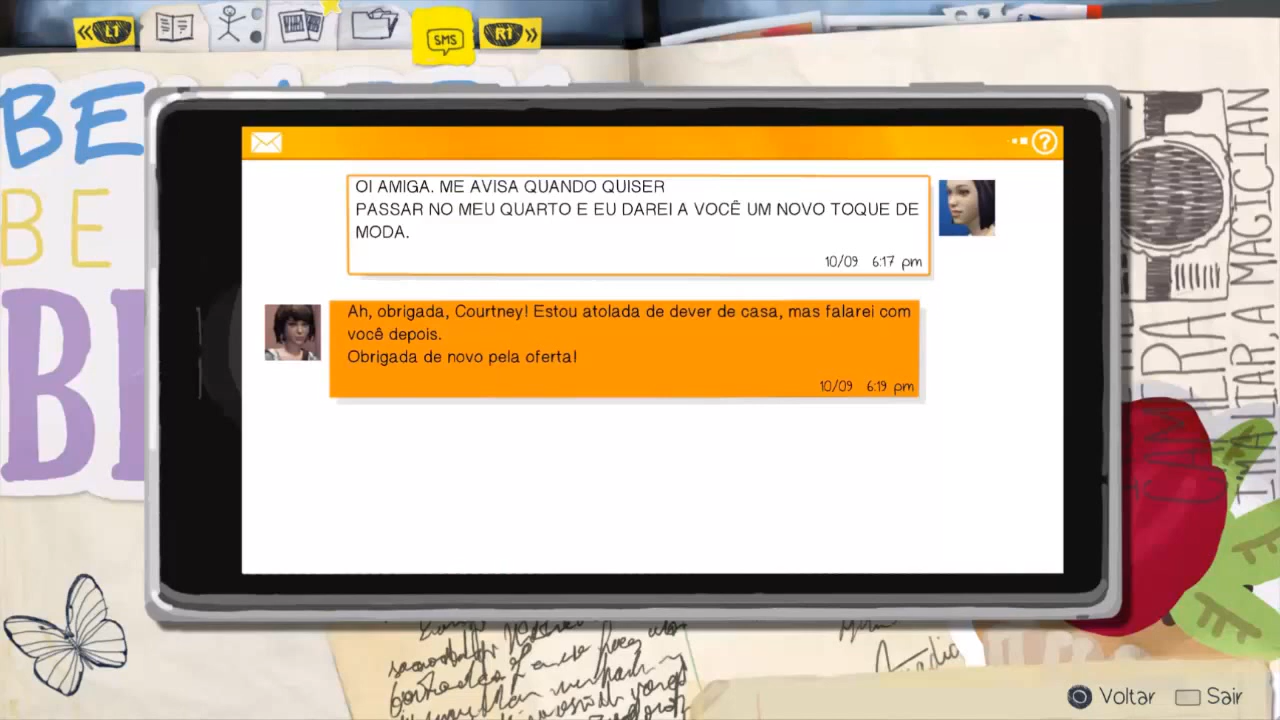 L1
SMS
R1
BE
BE
OI AMIGA. ME AVISA QUANDO QUISER
PASSAR NO MEU QUARTO E EU DAREI A VOCÊ UM NOVO TOQUE DE
MODA.
10/09 6:17 pm
Ah, obrigada, Courtney! Estou atolada de dever de casa, mas falarei com
você depois.
Obrigada de novo pela oferta!
10/09 6:19 pm
?
CAMERA
TAR, A MAGICIAN
Voltar
Sair